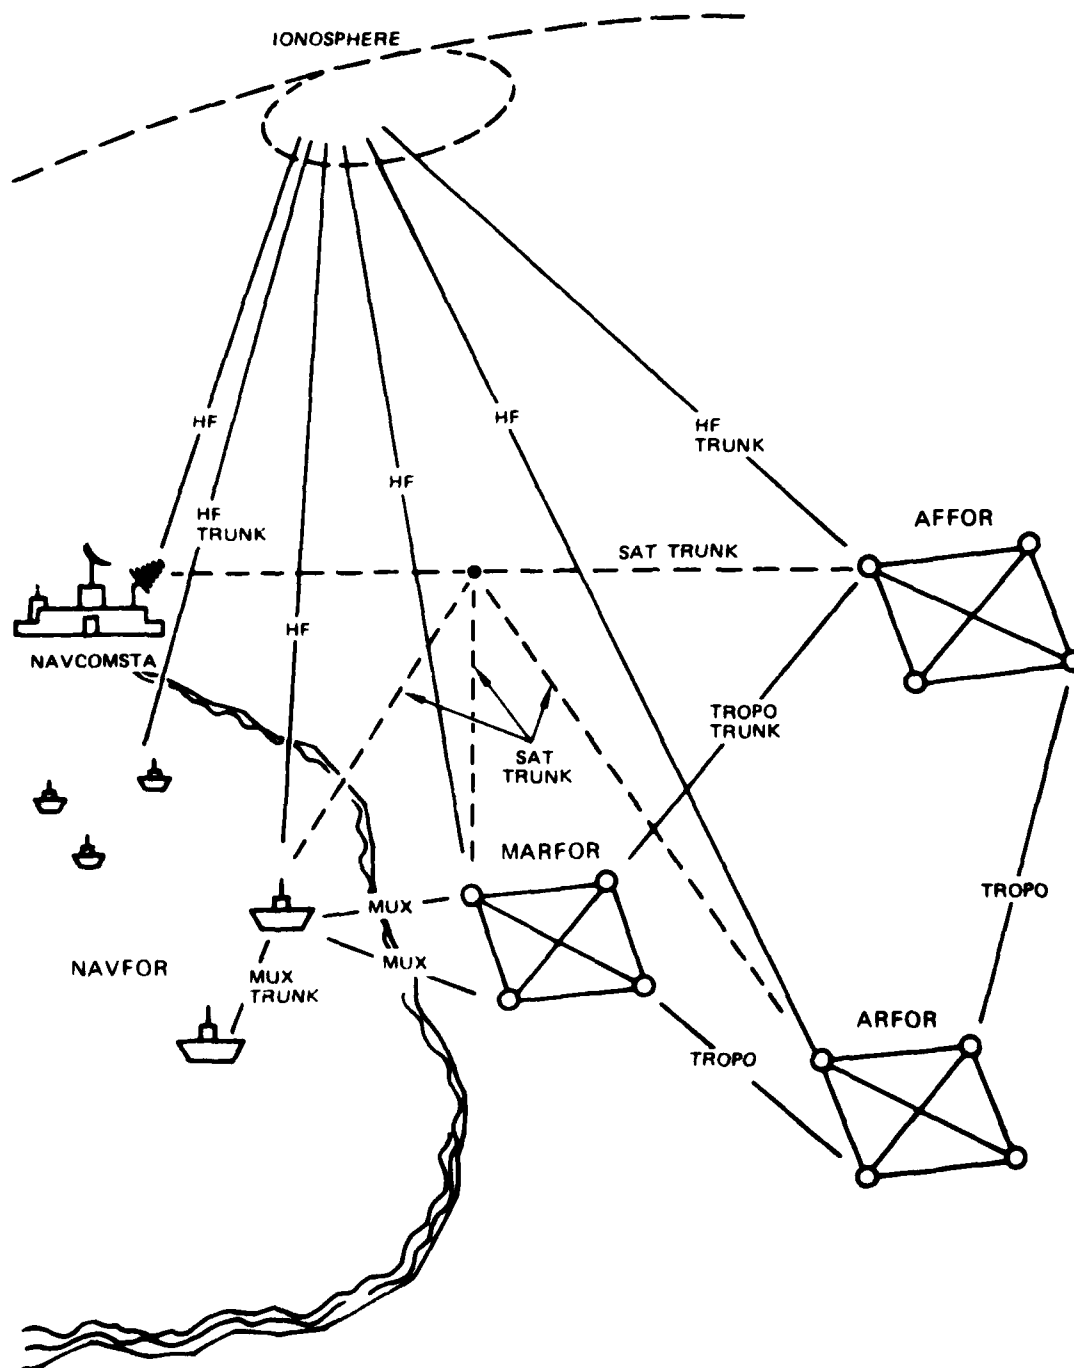 IONOSPHERE
HF
HF
HF
TRUNK
HF
HF
TRUNK
AFFOR
SAT TRUNK
HF
NAVCOMSTA
TROPO
TRUNK
SAT
TRUNK
MARFOR
TROPO
MUX
MUX
NAVFOR
MUX
TRUNK
ARFOR
TROPO